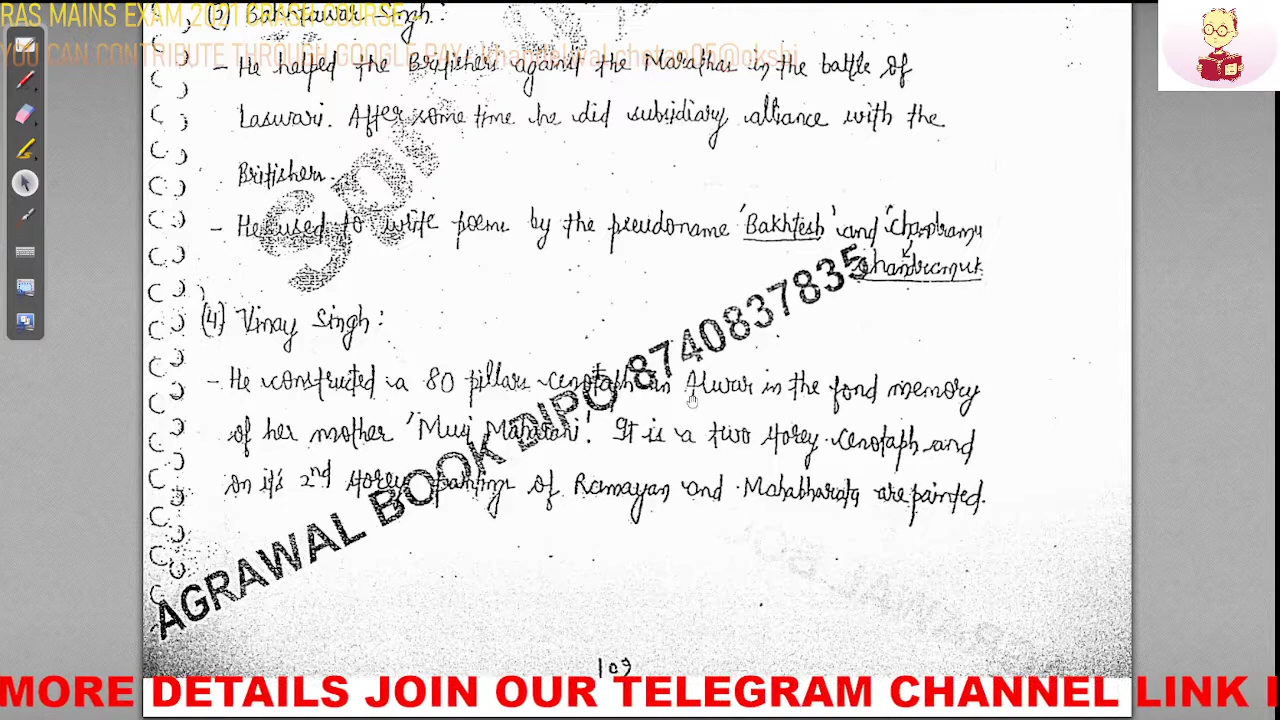 RAS MAINS EXAM 2021 CRASH COURSE -
YOU CAN CONTRIBUTE THROUGH GOOGLE PAY
Bakhtawar Singh :
- He helped the Britishers against the Marathas in the battle of
Laswari. After some time he did subsidiary alliance with the
Britishers.
- He used to write poems by the pseudoname 'Bakhtesh' and
(4) Vinay Singh :
- He constructed a 80 pillars cenotaph in Alwar in the fond memory
of her mother 'Musi Maharani'. It is a two storey cenotaph and
on it's 2nd storey paintings of Ramayan and Mahabharata are painted.
AGRAWAL BOOK DIPO 8740837835
109
MORE DETAILS JOIN OUR TELEGRAM CHANNEL LINK